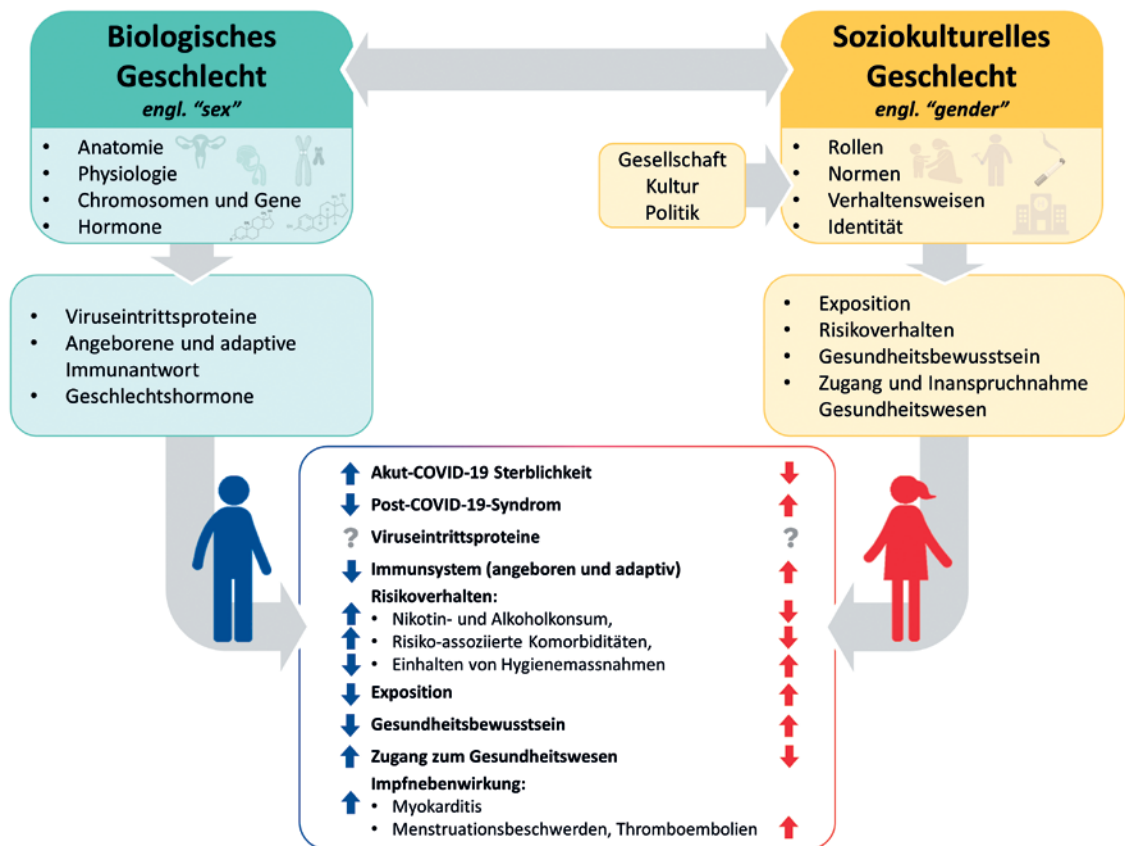 Biologisches
Geschlecht
engl. “sex”
• Anatomie
• Physiologie
• Chromosomen und Gene
• Hormone
Soziokulturelles
Geschlecht
engl. “gender”
Gesellschaft
Kultur
Politik
• Rollen
• Normen
• Verhaltensweisen
• Identität
• Viruseintrittsproteine
• Angeborene und adaptive
Immunantwort
• Geschlechtshormone
• Exposition
• Risikoverhalten
• Gesundheitsbewusstsein
• Zugang und Inanspruchnahme
Gesundheitswesen
Akut-COVID-19 Sterblichkeit
Post-COVID-19-Syndrom
? Viruseintrittsproteine ?
Immunsystem (angeboren und adaptiv)
Risikoverhalten:
• Nikotin- und Alkoholkonsum,
• Risiko-assoziierte Komorbiditäten,
• Einhalten von Hygienemassnahmen
Exposition
Gesundheitsbewusstsein
Zugang zum Gesundheitswesen
Impfnebenwirkung:
• Myokarditis
• Menstruationsbeschwerden, Thromboembolien